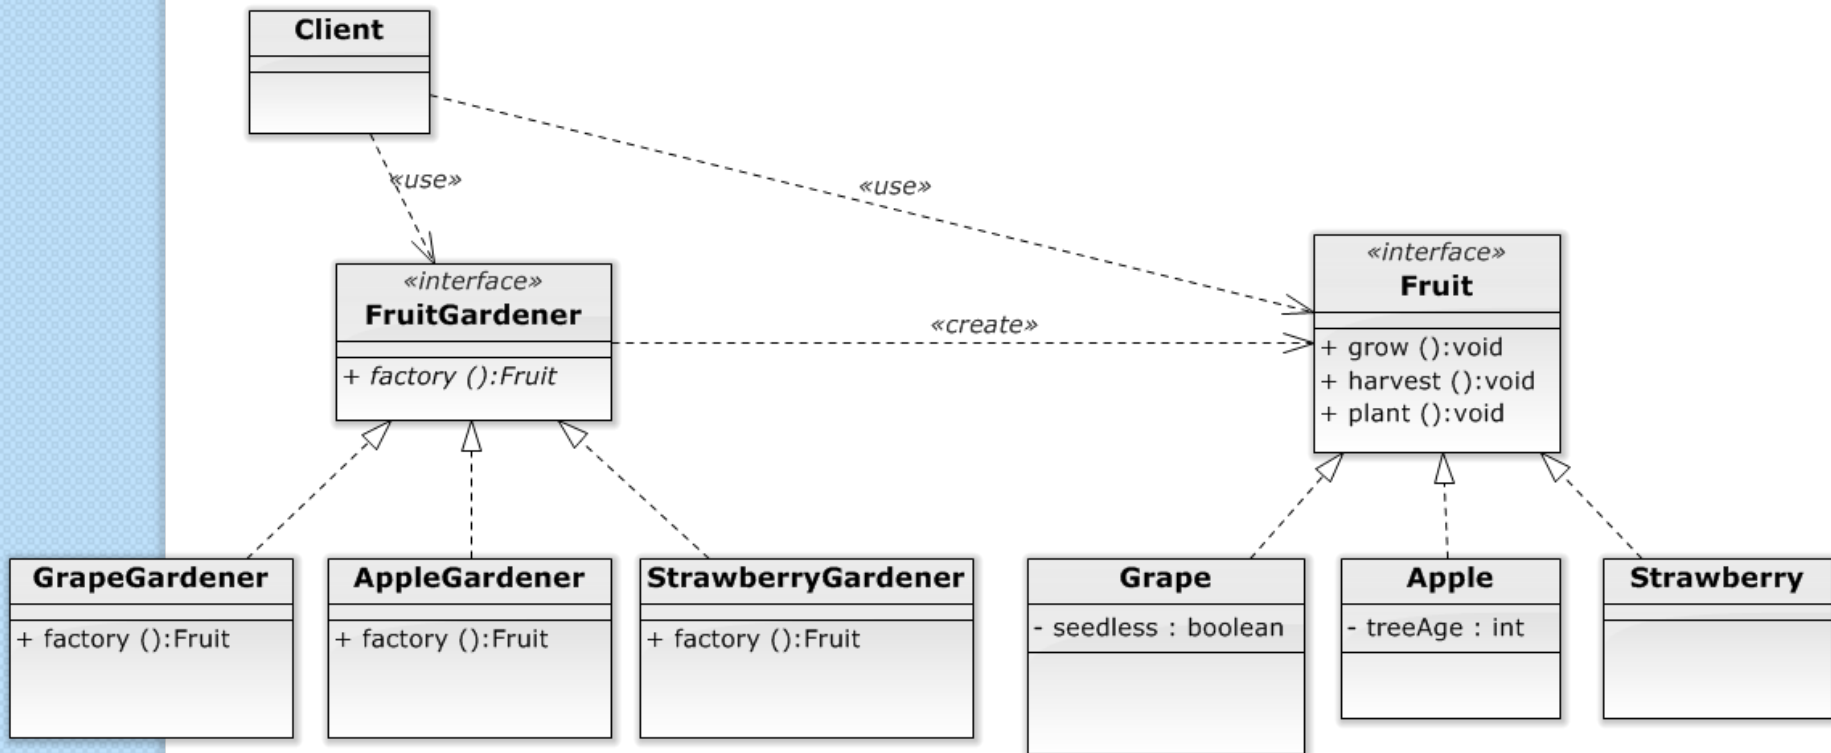 Client
«use»
«use»
«interface»
FruitGardener
+ factory ():Fruit
«create»
«interface»
Fruit
+ grow ():void
+ harvest ():void
+ plant ():void
GrapeGardener
+ factory ():Fruit
AppleGardener
+ factory ():Fruit
StrawberryGardener
+ factory ():Fruit
Grape
- seedless : boolean
Apple
- treeAge : int
Strawberry